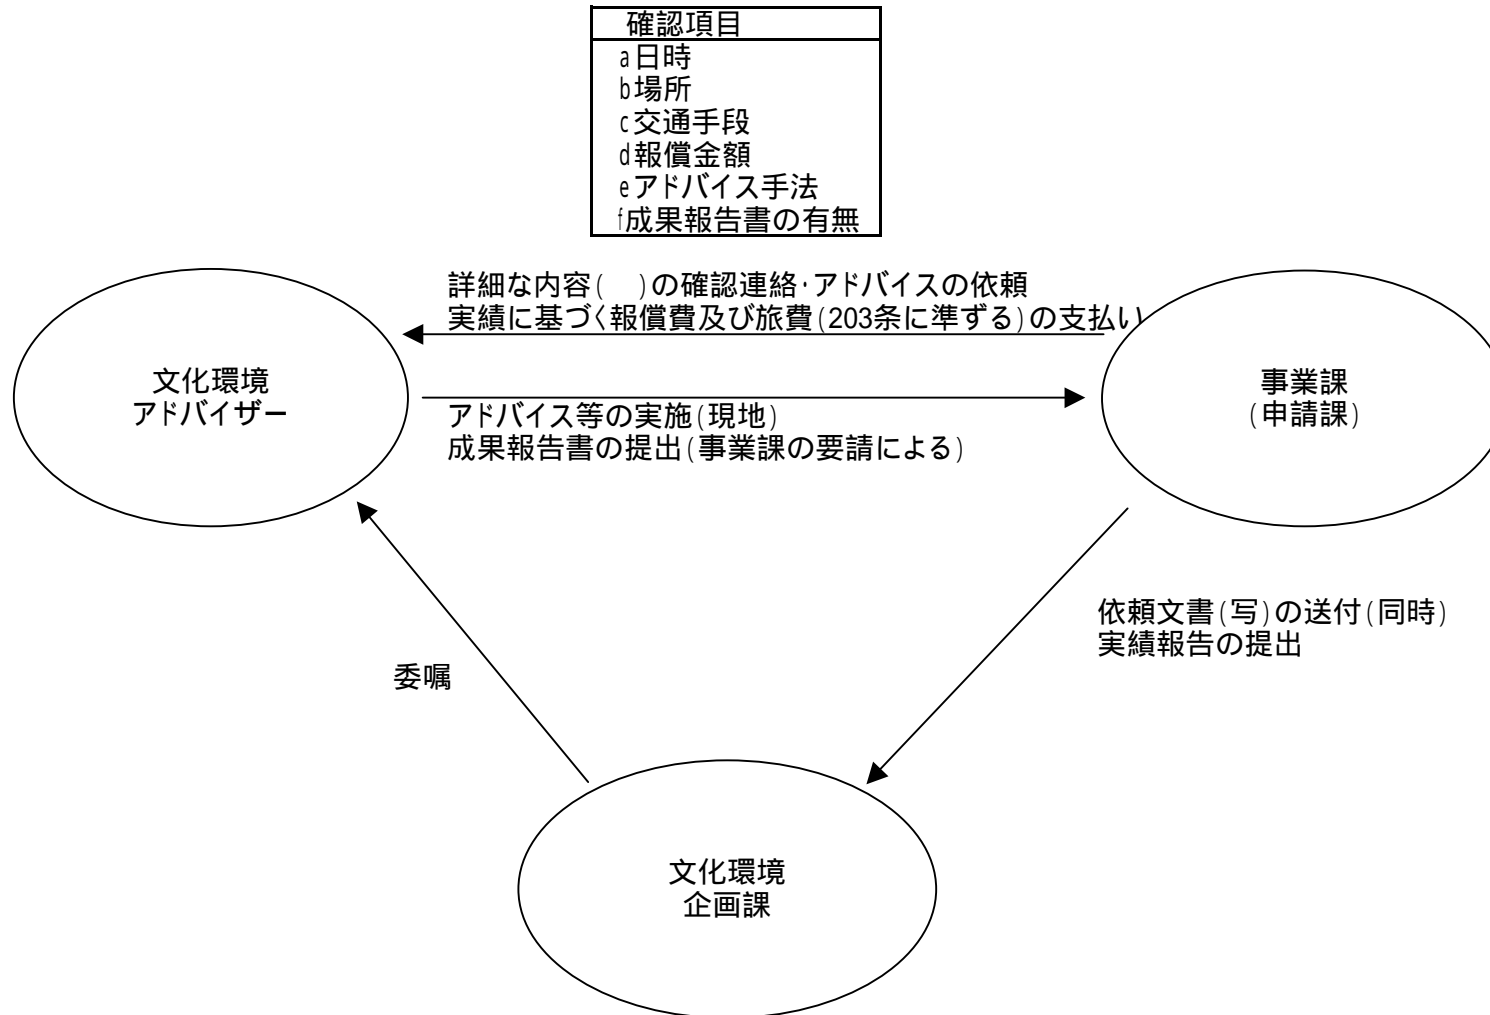 確認項目
a日時
b場所
c交通手段
d報償金額
eアドバイス手法
f成果報告書の有無
詳細な内容(　)の確認連絡・アドバイスの依頼
実績に基づく報償費及び旅費(203条に準ずる)の支払い
文化環境
アドバイザー
事業課
(申請課)
アドバイス等の実施(現地)
成果報告書の提出(事業課の要請による)
依頼文書(写)の送付(同時)
実績報告の提出
委嘱
文化環境
企画課